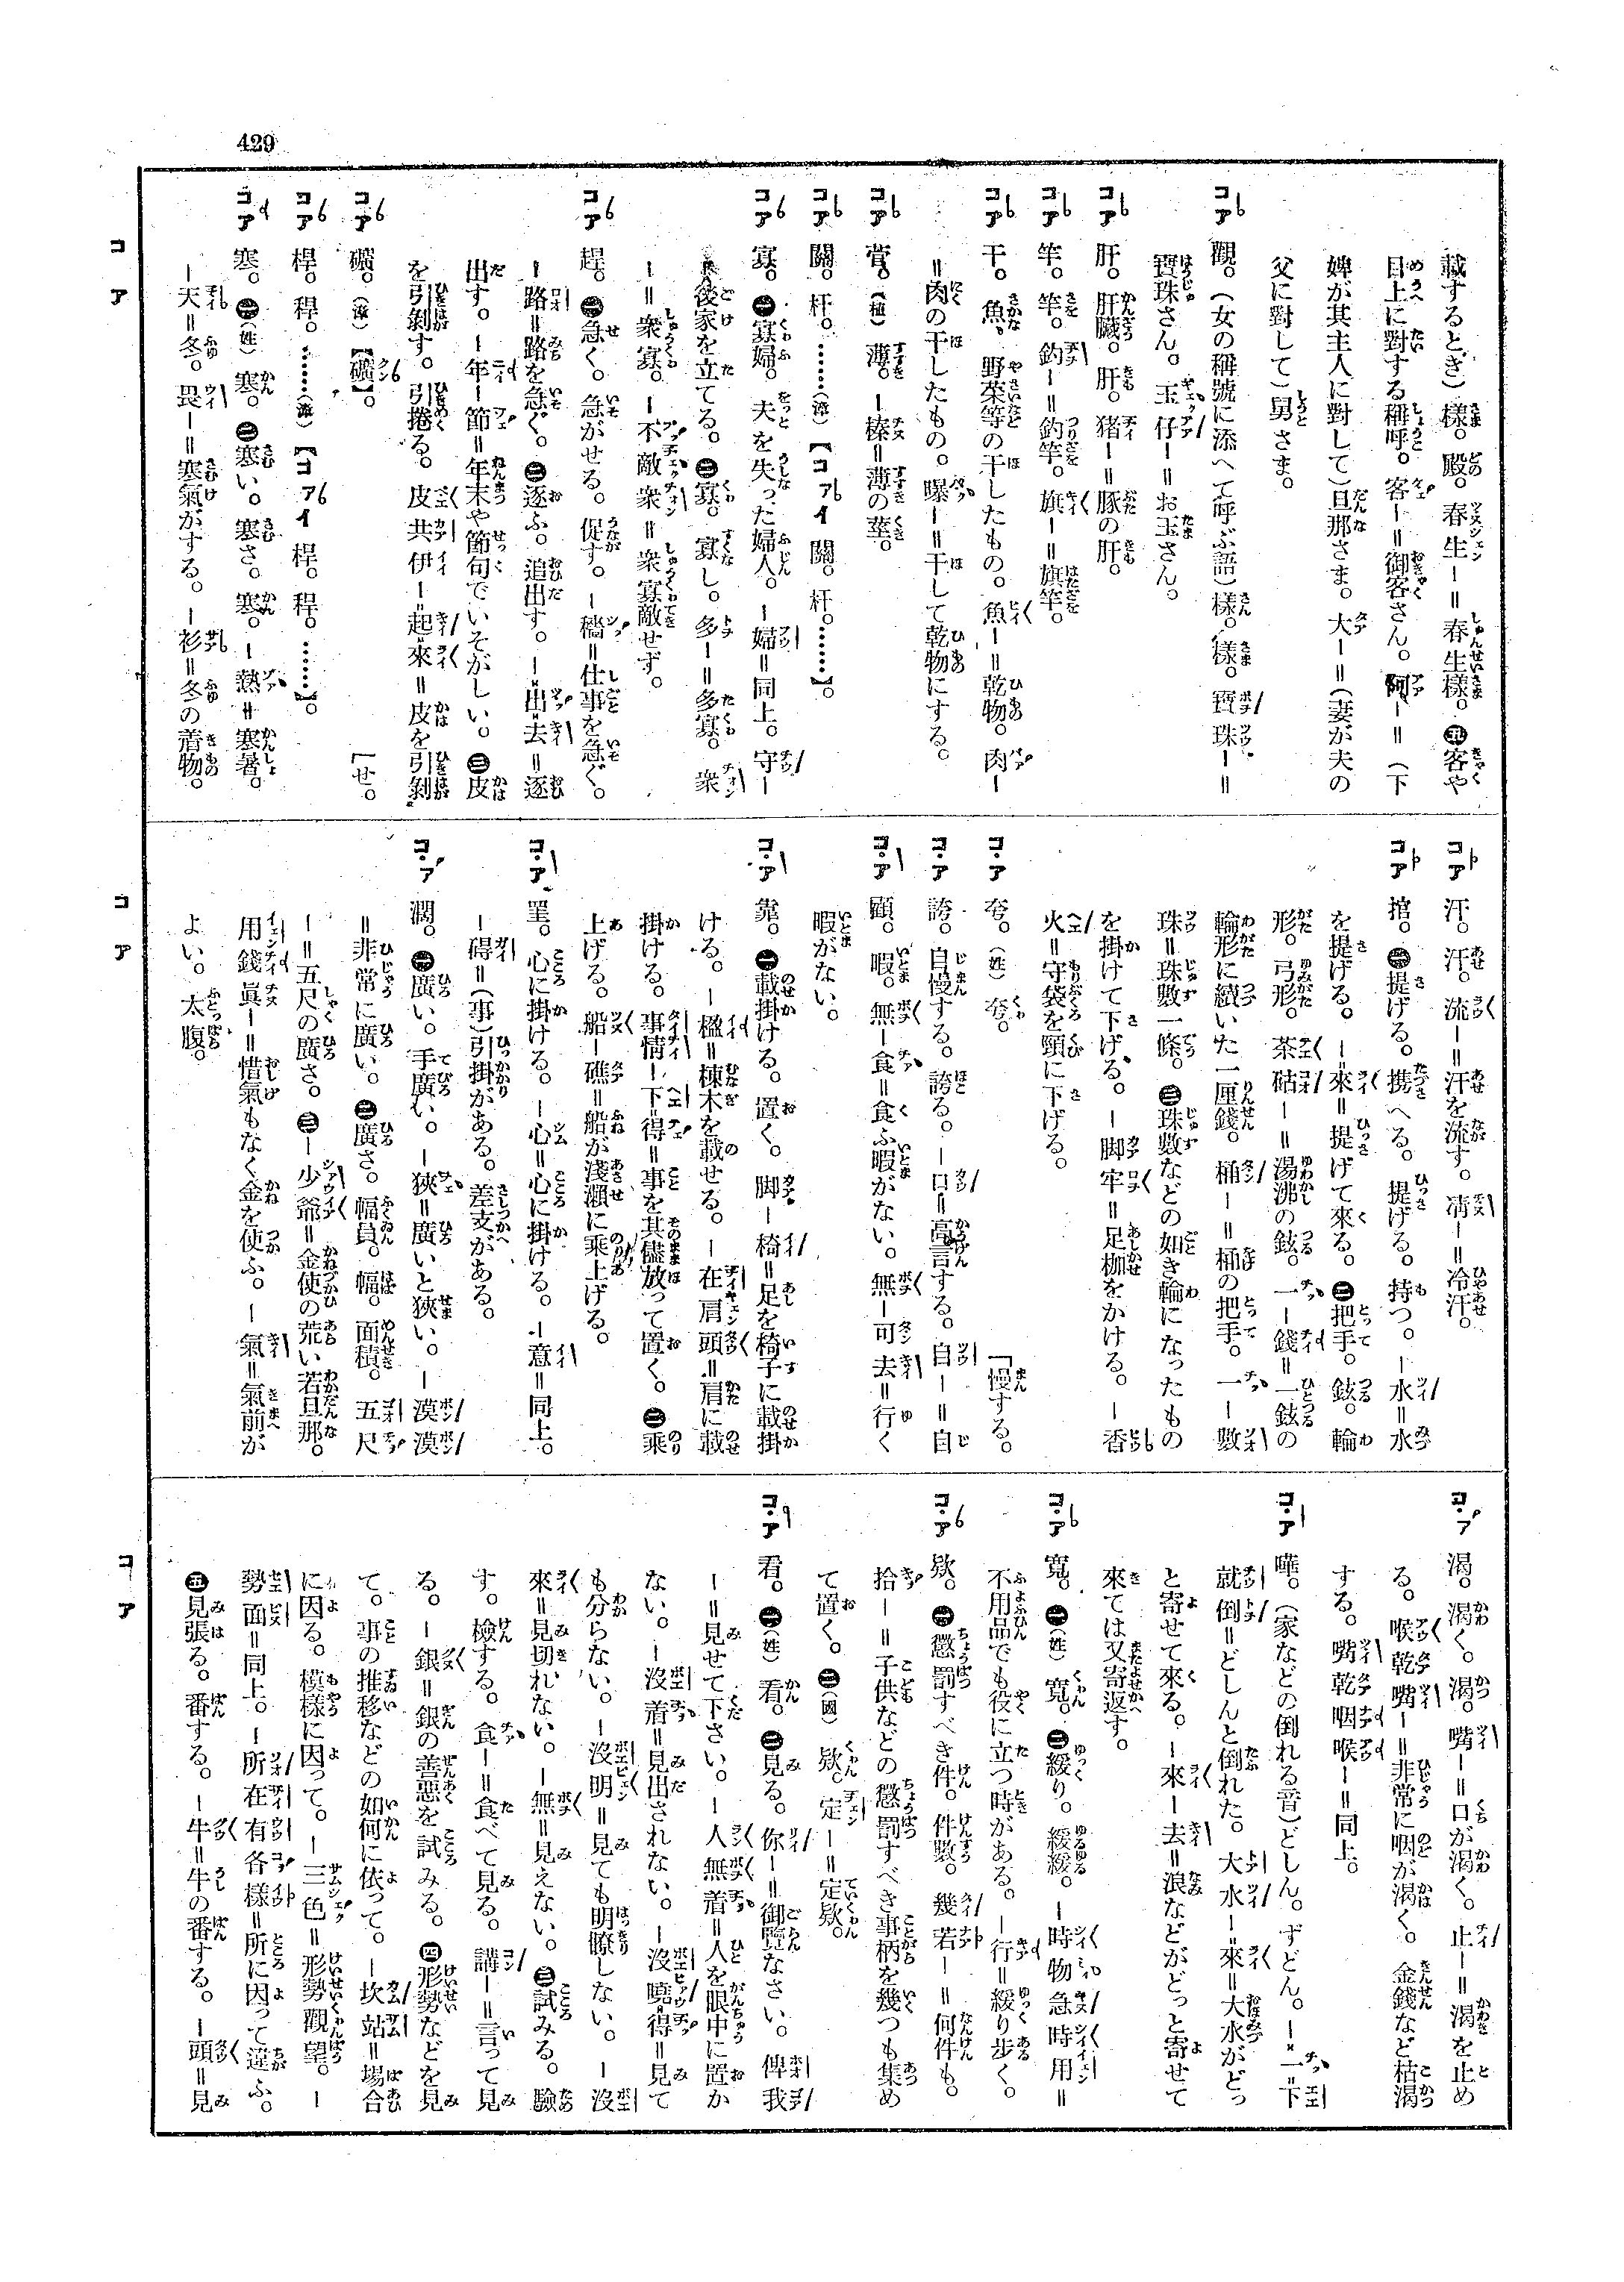 429
載するとき)樣。殿。春生ー=春生樣。㊄客や
目上に對する稱呼。客ー=御客さん。阿ー=(下
婢が其主人に對して)旦那さま。大ー=(妻が夫の
父に對して)舅さま。
コア 觀。(女の稱號に添へて呼ぶ語)樣。樣。寶珠ー=
寶珠さん。玉仔ー=お玉さん。
コア 肝。肝臟。肝。猪ー=豚の肝。
コア 竿。竿。釣ー=釣竿。旗ー=旗竿。
コア 干。魚、野菜等の干したもの。魚ー=乾物。肉ー
=肉の干したもの。曝ー=干して乾物にする。
コア 菅。(植)薄。ー榛=薄の莖。
コア 關。杆。……(漳)【コアイ 關。杆。……】。
コア 寡。㊀寡婦。夫を失った婦人。ー婦=同上。守ー
=後家を立てる。㊁寡。寡し。多ー=多寡。衆
ー=衆寡。ー不敵衆=衆寡敵せず。
コア 趕。㊀急ぐ。急がせる。促す。ー穡=仕事を急ぐ。
ー路=路を急ぐ。㊁逐ふ。追出す。ー出去=逐
出す。ー年ー節=年末や節句でいそがしい。㊂皮
を引剝す。引捲る。皮共伊ー起來=皮を引剝
コア 礦。(漳)【礦】。 [せ。
コア 桿。稈。……(漳)【コアイ 桿。稈。……】。
コア 寒。㊀(姓)寒。㊁寒い。寒さ。寒。ー熱=寒暑。
ー天=冬。畏ー=寒氣がする。ー衫=冬の着物。
コア 汗。汗。流ー=汗を流す。凊ー=冷汗。
コア 捾。㊀提げる。携へる。提げる。持つ。ー水=水
を提げる。ー來=提げて來る。㊁把手。鉉。輪
形。弓形。茶砧ー=湯沸の鉉。一ー錢=一鉉の
輪形に續いた一厘錢。桶ー=桶の把手。一ー數
珠=珠數一條。㊂珠數などの如き輪になったもの
を掛けて下げる。ー脚牢=足枷をかける。ー香
火=守袋を頸に下げる。
コ·ア 夸。(姓)夸。 [慢する。
コ·ア 誇。自慢する。誇る。ー口=高言する。自ー=自
コ·ア 顧。暇。無ー食=食ふ暇がない。無ー可去=行く
暇がない。
コ·ア 靠。㊀載掛ける。置く。脚ー椅=足を椅子に載掛
ける。ー楹=棟木を載せる。ー在肩頭=肩に載
掛ける。事情ー下得=事を其儘放って置く。㊁乘
上げる。船ー礁=船が淺瀨に乘上げる。
コ·ア 罣。心に掛ける。ー心=心に掛ける。ー意=同上。
ー碍=(事)引掛がある。差支がある。
コ·ア 濶。㊀廣い。手廣い。ー狹=廣いと狹い。ー漠漠
=非常に廣い。㊁廣さ。幅員。幅。面積。五尺
ー=五尺の廣さ。㊂ー少爺=金使の荒い若旦那。
用錢眞ー=惜氣もなく金を使ふ。ー氣=氣前が
よい。太腹。
コ·ア 渴。渴く。渴。嘴ー=口が渴く。止ー=渴を止め
る。喉乾嘴ー=非常に咽が渴く。金錢など枯渴
する。嘴乾咽喉ー=同上。
コ·ア 嘩。(家などの倒れる音)どしん。ずどん。ー一下
就倒=どしんと倒れた。大水ー來=大水がどっ
と寄せて來る。ー來ー去=浪などがどっと寄せて
來ては又寄返す。
コ·ア 寬。㊀(姓)寬。㊁緩り。緩緩。ー時物急時用=
不用品でも役に立つ時がある。ー行=緩り步く。
コ·ア 欵。㊀懲罰すべき件。件數。幾若ー=何件も。
拾ー=子供などの懲罰すべき事柄を幾つも集め
て置く。㊁(國)欵。定ー=定欵。
コ·ア 看。㊀(姓)看。㊁見る。你ー=御覽なさい。俾我
ー=見せて下さい。ー人無着=人を眼中に置か
ない。ー沒着=見出されない。ー沒曉得=見て
も分らない。ー沒明=見ても明瞭しない。ー沒
來=見切れない。ー無=見えない。㊂試みる。驗
す。檢する。食ー=食べて見る。講ー=言って見
る。ー銀=銀の善惡を試みる。㊃形勢などを見
て。事の推移などの如何に依って。ー坎站=場合
に因る。模樣に因って。ー三色=形勢觀望。ー
勢面=同上。ー所在有各樣=所に因って違ふ。
㊄見張る。番する。ー牛=牛の番する。ー頭=見
コア
コア
コア